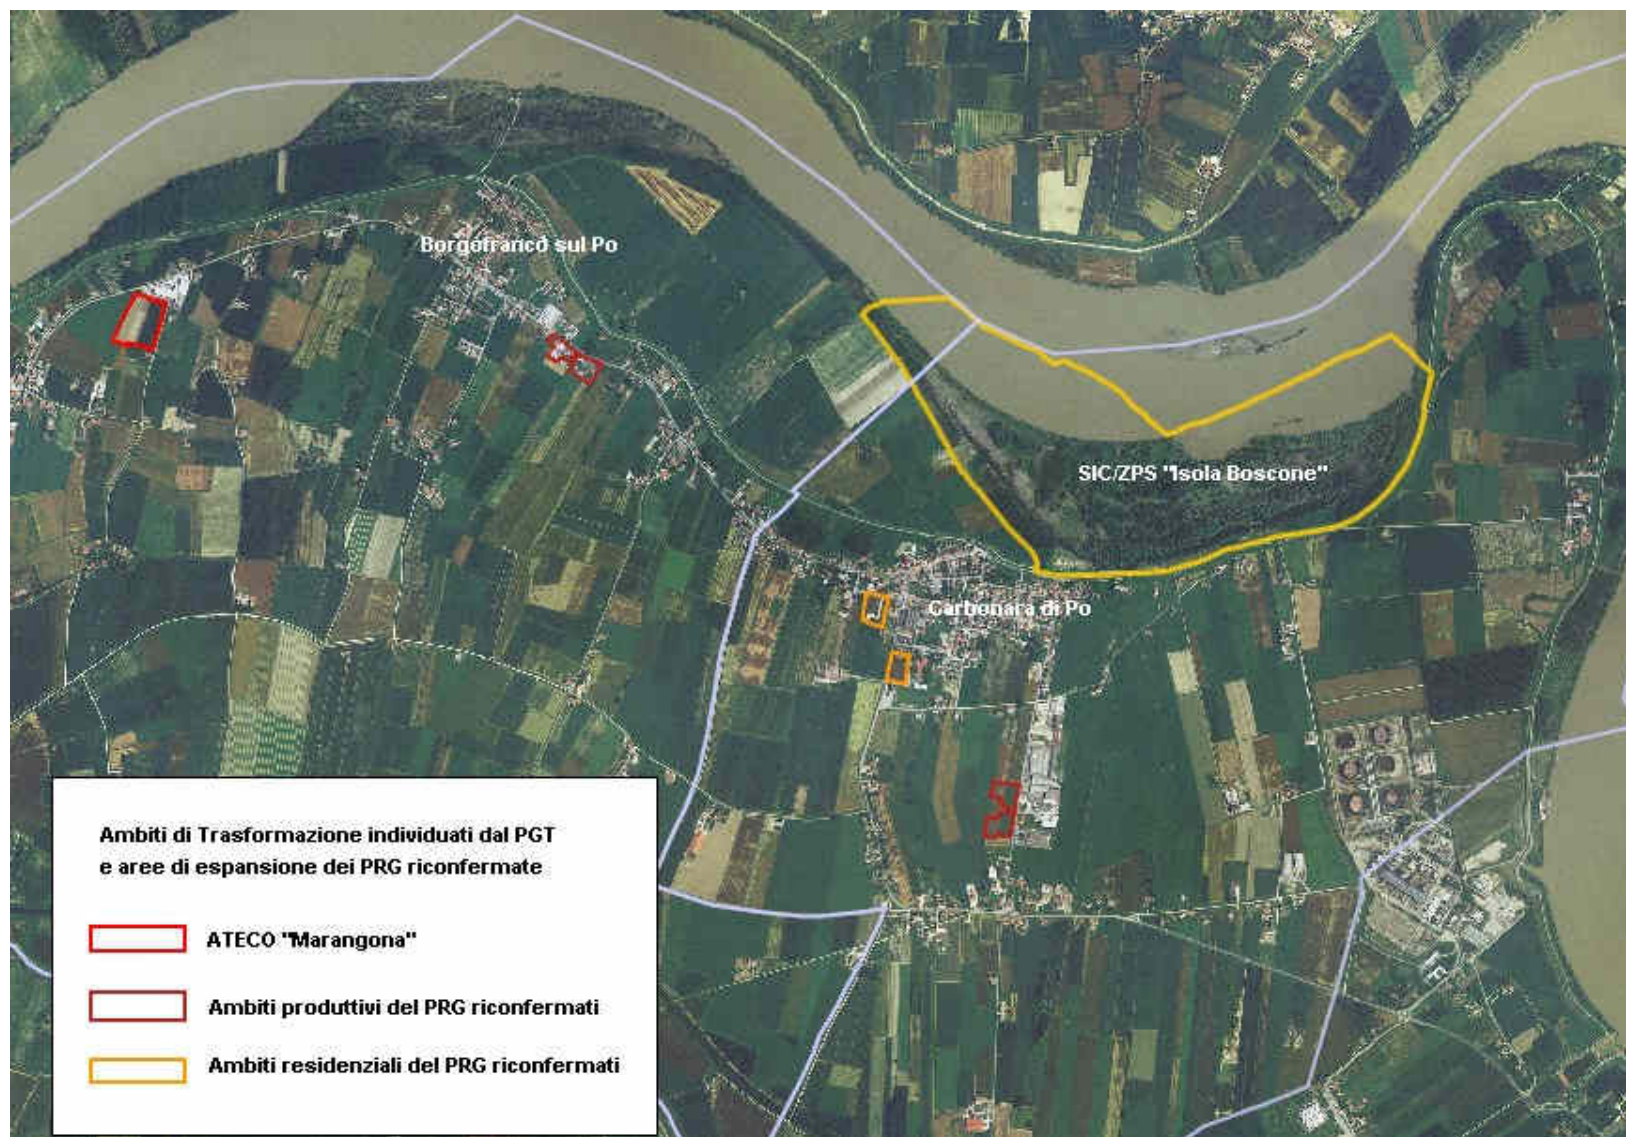 Borgofranco sul Po
SIC/ZPS "Isola Boscone"
Carbonara di Po
Ambiti di Trasformazione individuati dal PGT
e aree di espansione dei PRG riconfermate
ATECO "Marangona"
Ambiti produttivi del PRG riconfermati
Ambiti residenziali del PRG riconfermati